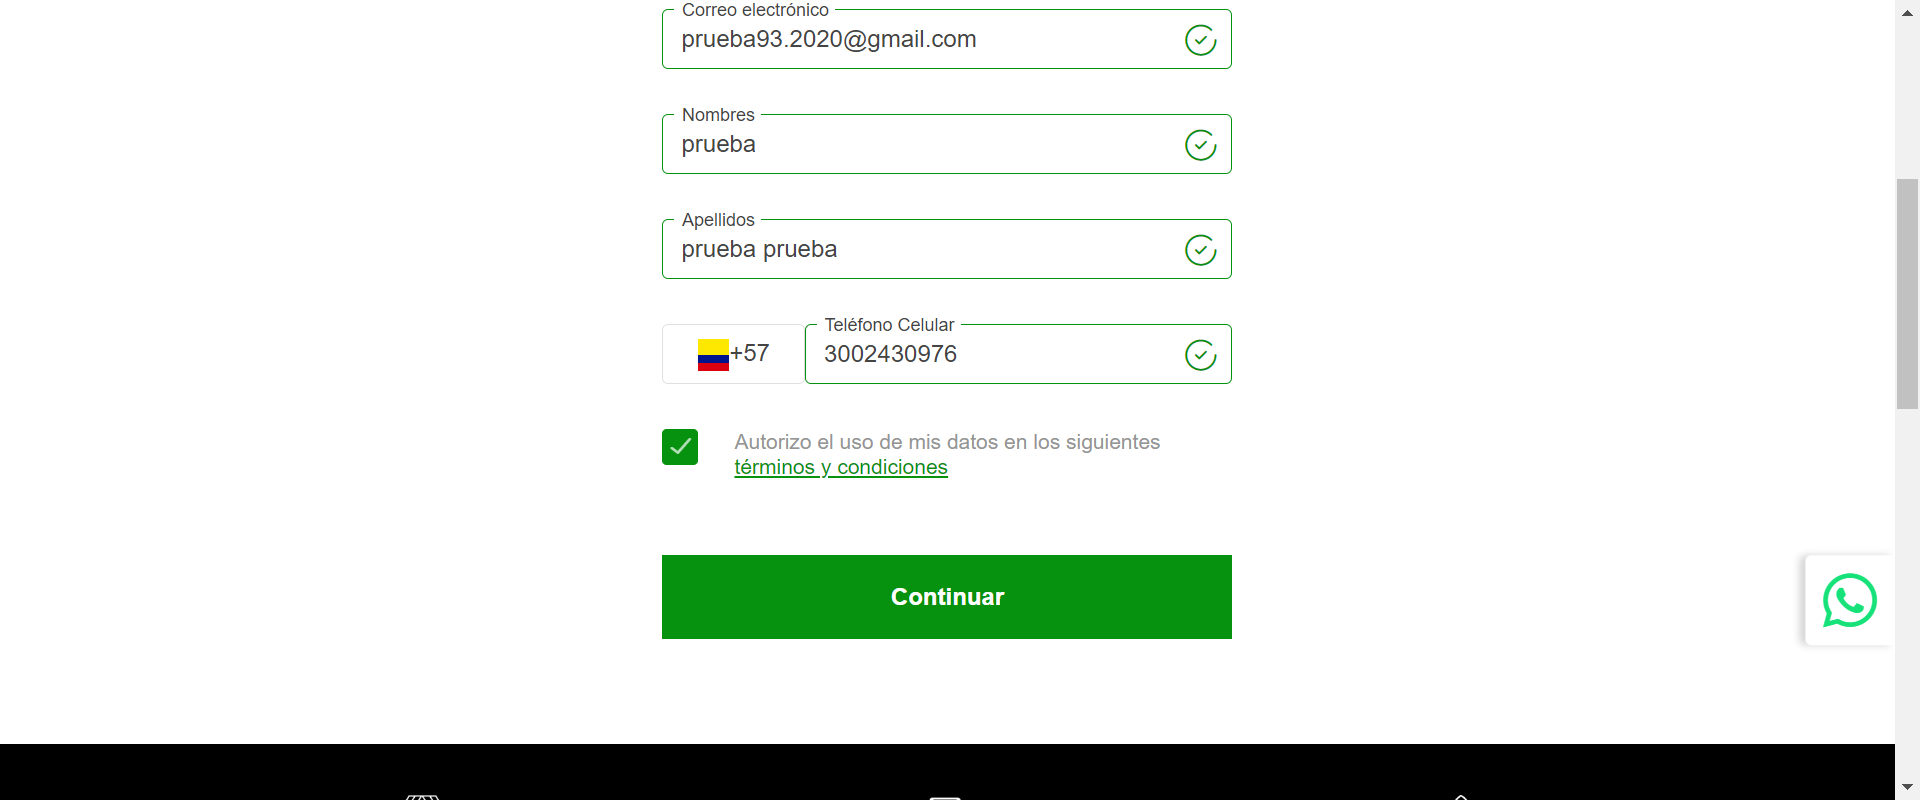 Correo electrónico
prueba93.2020@gmail.com
Nombres
prueba
Apellidos
prueba prueba
Teléfono Celular
+57 3002430976
Autorizo el uso de mis datos en los siguientes
términos y condiciones
Continuar